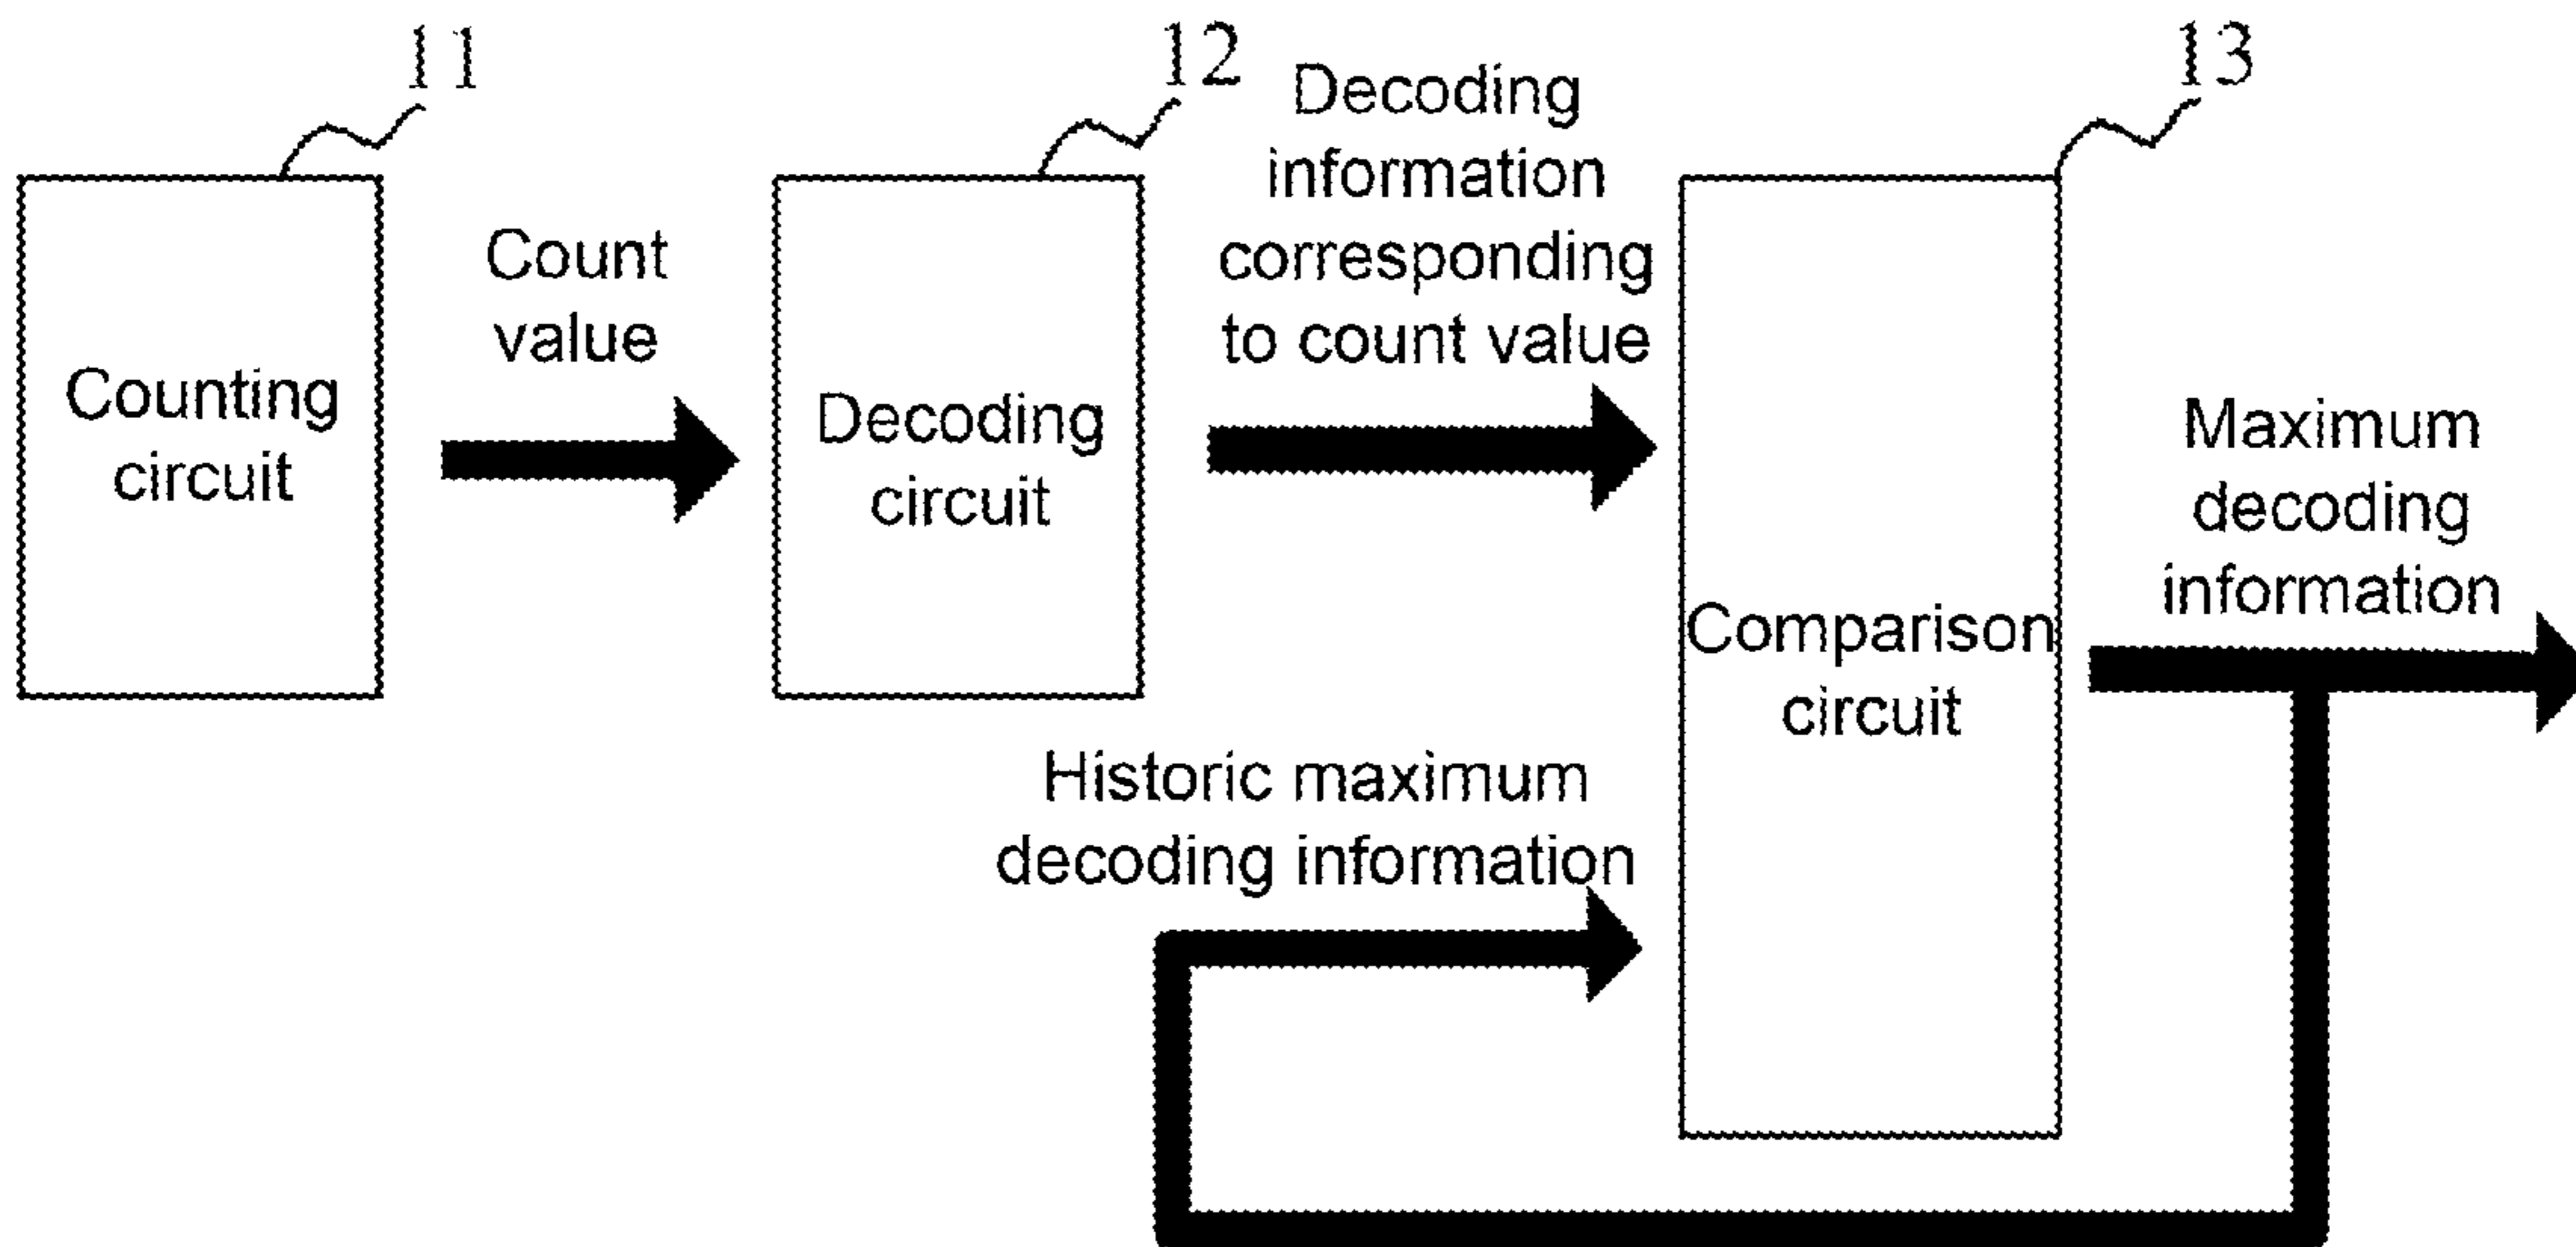 11
12
13
Counting
circuit
Count
value
Decoding
circuit
Decoding
information
corresponding
to count value
Historic maximum
decoding information
Comparison
circuit
Maximum
decoding
information